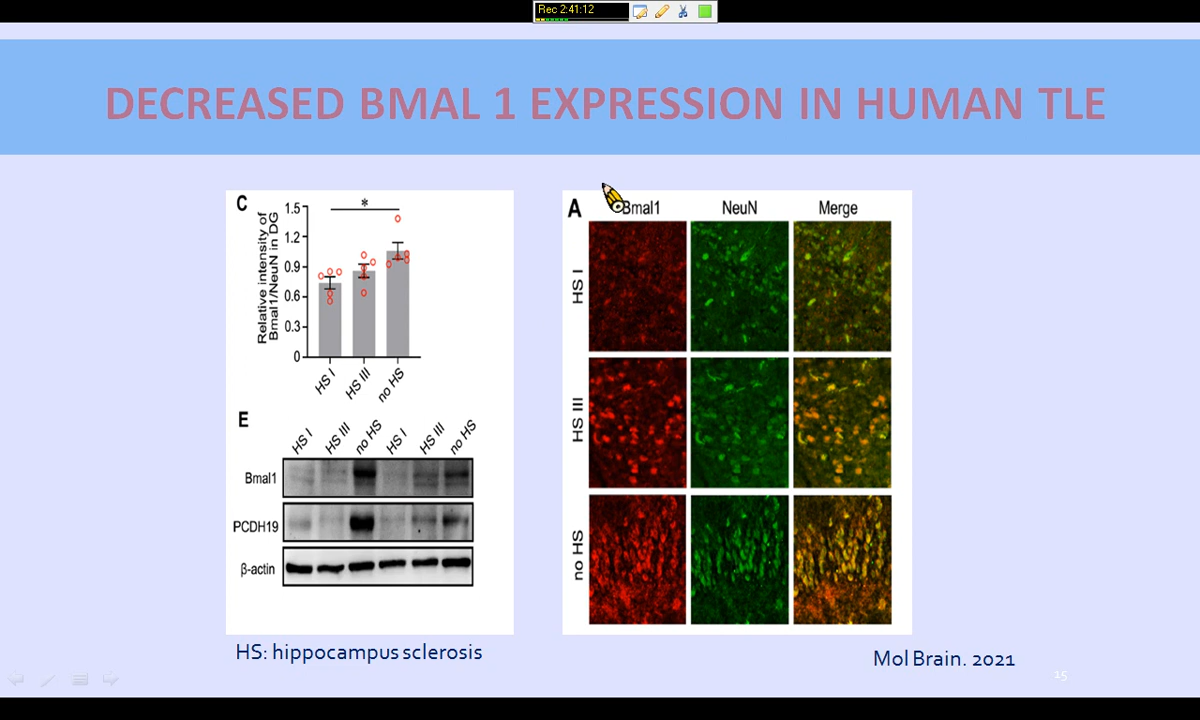 Rec 2:41:12
DECREASED BMAL 1 EXPRESSION IN HUMAN TLE
C
Relative intensity of
Bmal1/NeuN in DG
1.5
1.2
0.9
0.6
0.3
0
*
HS I
HS III
no HS
E
HS I
HS III
no HS
HS I
HS III
no HS
Bmal1
PCDH19
β-actin
HS: hippocampus sclerosis
A
Bmal1
NeuN
Merge
HS I
HS III
no HS
Mol Brain. 2021
15